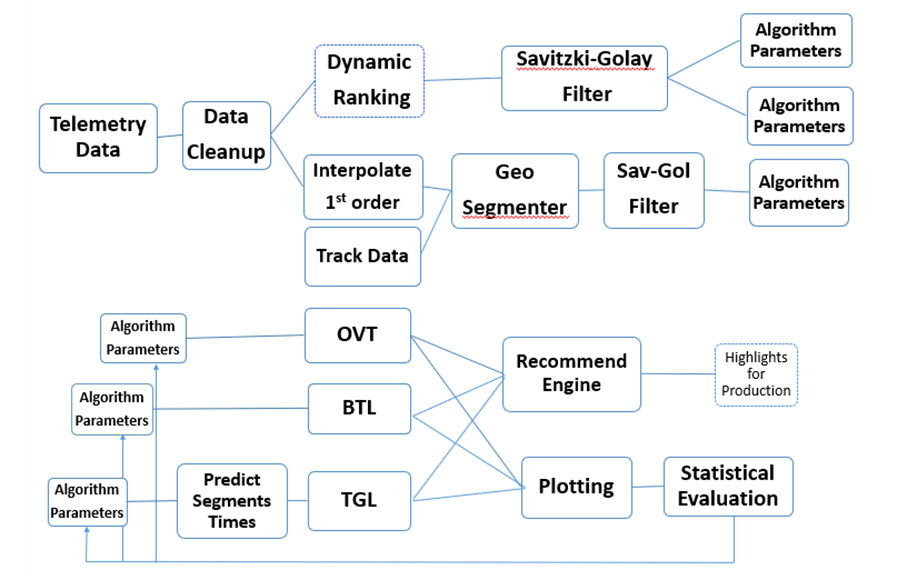 Telemetry
Data
Data
Cleanup
Dynamic
Ranking
Savitzki-Golay
Filter
Algorithm
Parameters
Algorithm
Parameters
Interpolate
1st order
Track Data
Geo
Segmenter
Sav-Gol
Filter
Algorithm
Parameters
Algorithm
Parameters
OVT
Recommend
Engine
Highlights
for
Production
Algorithm
Parameters
BTL
Algorithm
Parameters
Predict
Segments
Times
TGL
Plotting
Statistical
Evaluation